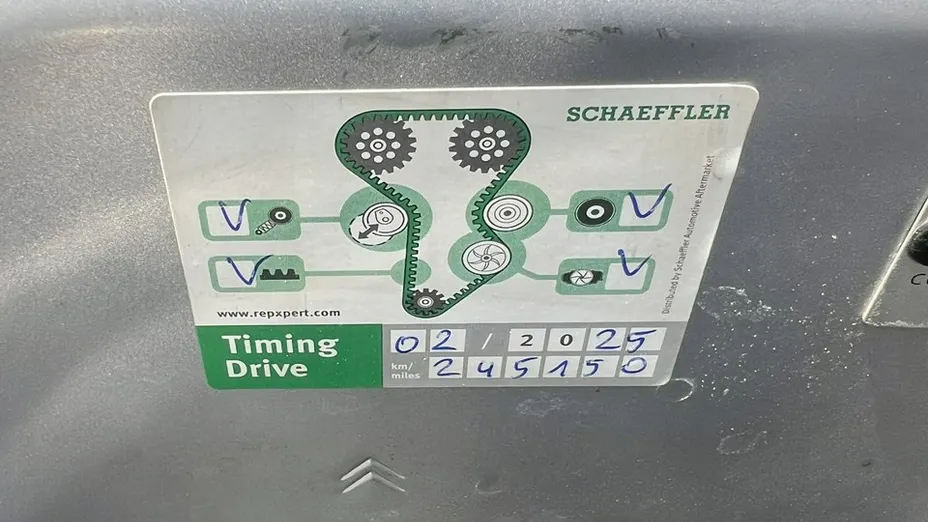 SCHAEFFLER
Distributed by Schaeffler Automotive Aftermarket
www.repxpert.com
Timing
Drive
02 / 2025
km/
miles
245150